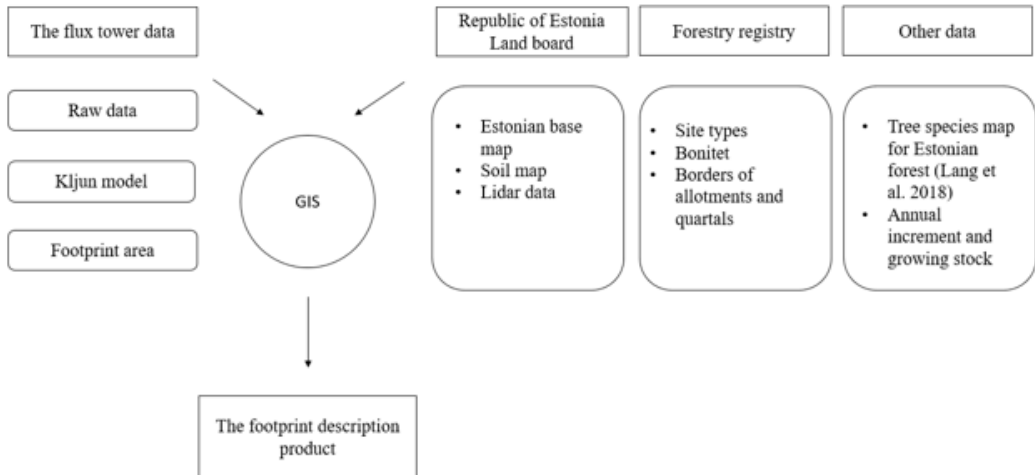 The flux tower data
Raw data
Kljun model
Footprint area
GIS
The footprint description
product
Republic of Estonia
Land board
• Estonian base
map
• Soil map
• Lidar data
Forestry registry
• Site types
• Bonitet
• Borders of
allotments and
quartals
Other data
• Tree species map
for Estonian
forest (Lang et
al. 2018)
• Annual
increment and
growing stock